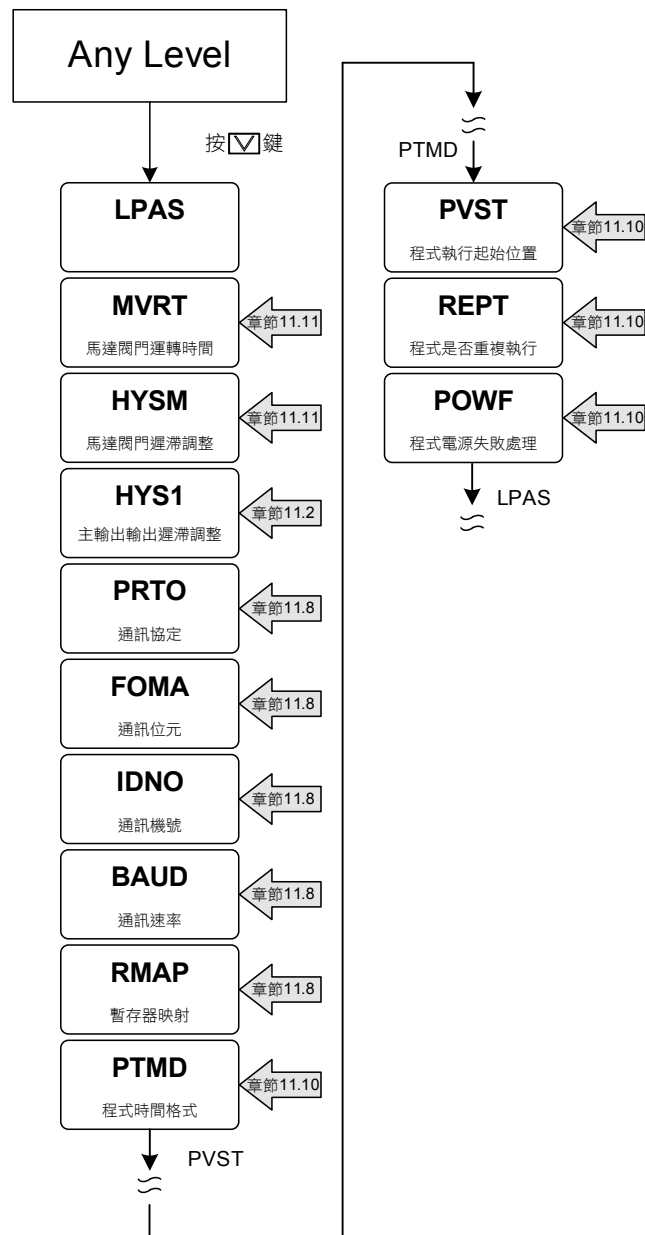 Any Level
按鍵
LPAS
MVRT
馬達閥門運轉時間
章節11.11
HYSM
馬達閥門遲滯調整
章節11.11
HYS1
主輸出輸出遲滯調整
章節11.2
PRTO
通訊協定
章節11.8
FOMA
通訊位元
章節11.8
IDNO
通訊機號
章節11.8
BAUD
通訊速率
章節11.8
RMAP
暫存器映射
章節11.8
PTMD
程式時間格式
章節11.10
PVST
PTMD
PVST
程式執行起始位置
章節11.10
REPT
程式是否重複執行
章節11.10
POWF
程式電源失敗處理
章節11.10
LPAS